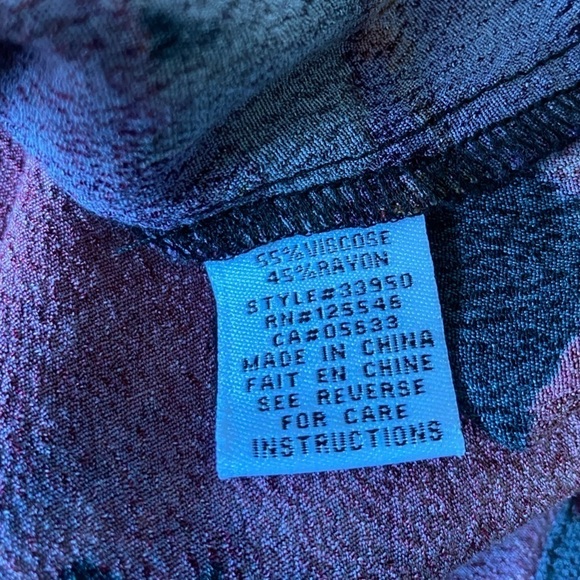 55%VISCOSE
45%RAYON
STYLE#33950
RN#125546
CA#05633
MADE IN CHINA
FAIT EN CHINE
SEE REVERSE
FOR CARE
INSTRUCTIONS